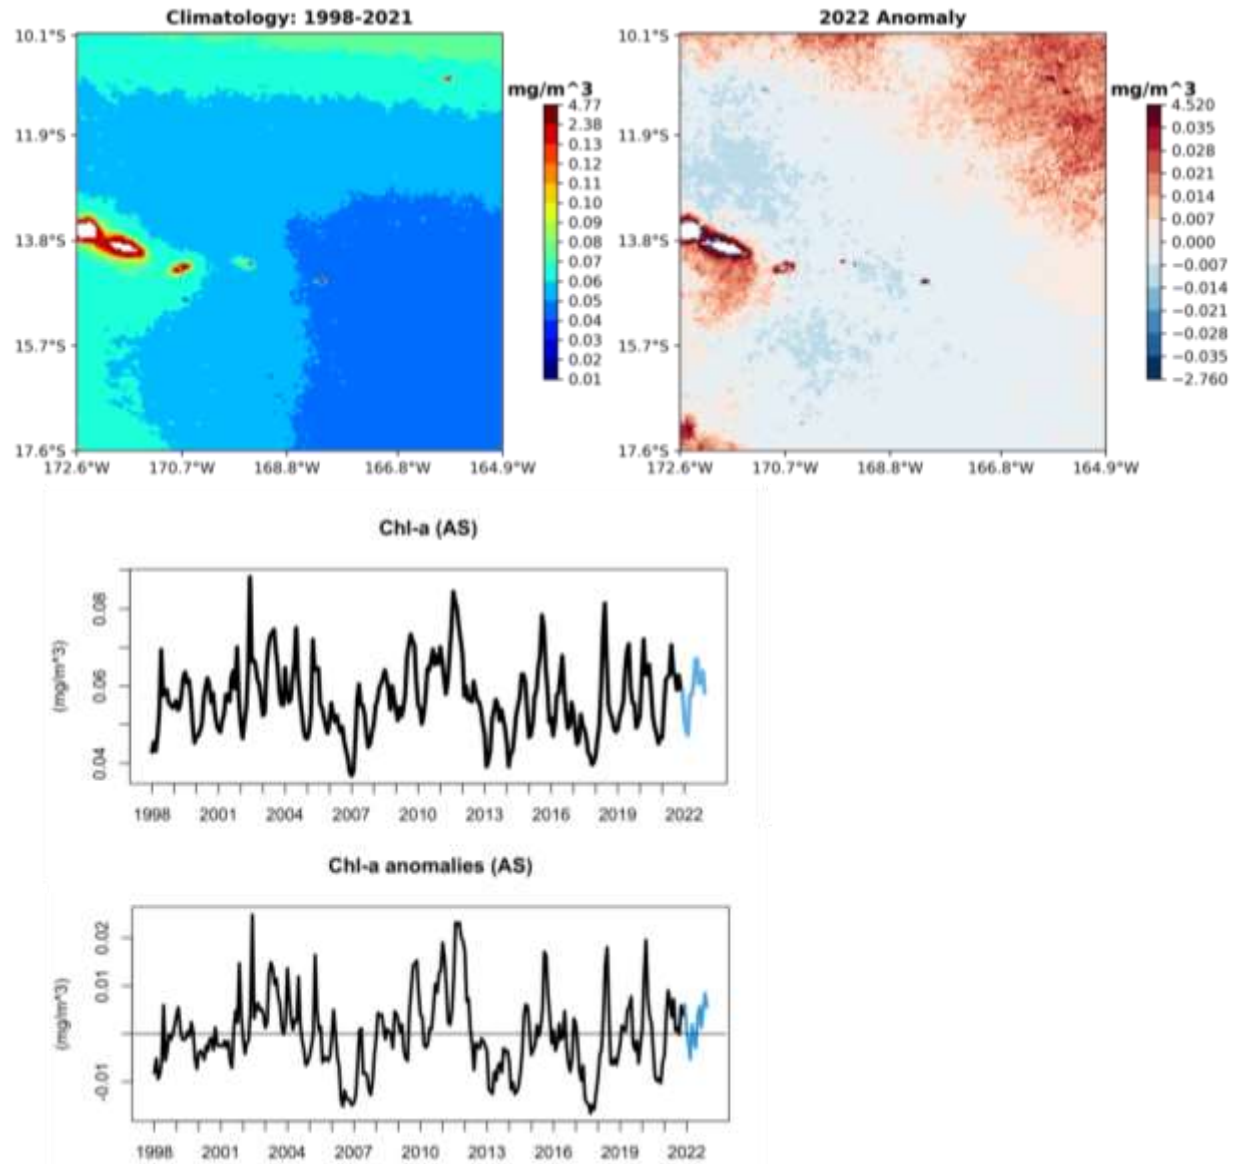 Climatology: 1998-2021
10.1°S
11.9°S
13.8°S
15.7°S
17.6°S
172.6°W 170.7°W 168.8°W 166.8°W 164.9°W
mg/m^3
4.77
2.38
0.13
0.12
0.11
0.10
0.09
0.08
0.07
0.06
0.05
0.04
0.03
0.02
0.01
2022 Anomaly
10.1°S
11.9°S
13.8°S
15.7°S
17.6°S
172.6°W 170.7°W 168.8°W 166.8°W 164.9°W
mg/m^3
4.520
0.035
0.028
0.021
0.014
0.007
0.000
−0.007
−0.014
−0.021
−0.028
−0.035
−2.760
Chl-a (AS)
(mg/m^3)
0.08
0.06
0.04
1998 2001 2004 2007 2010 2013 2016 2019 2022
Chl-a anomalies (AS)
(mg/m^3)
0.02
0.01
-0.01
1998 2001 2004 2007 2010 2013 2016 2019 2022